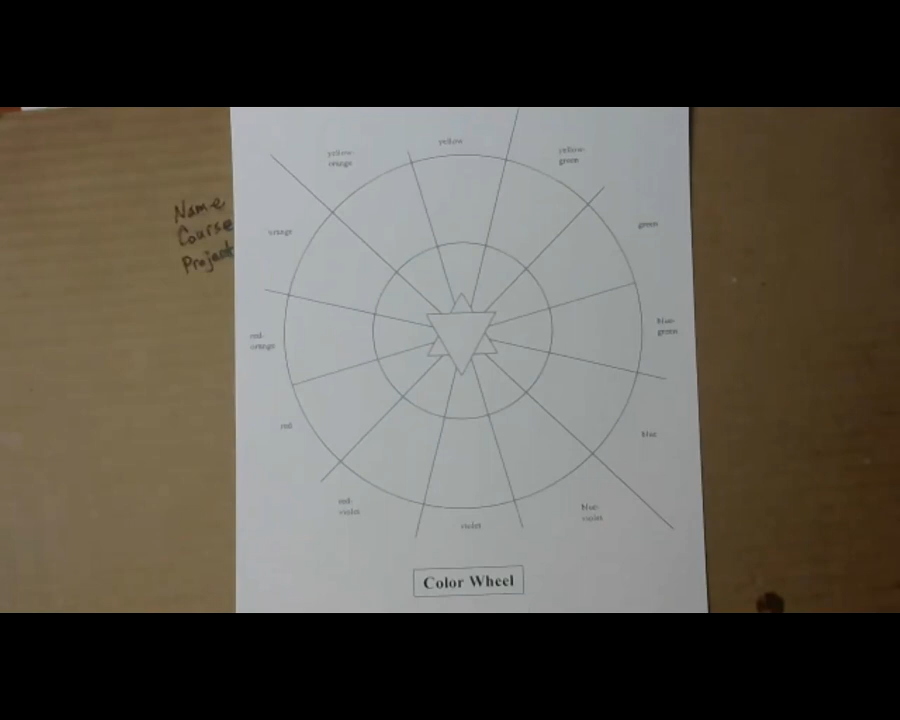 yellow
yellow-
orange
yellow-
green
Name
Course
Project
orange
green
red-
orange
blue-
green
red
blue
red-
violet
violet
blue-
violet
Color Wheel